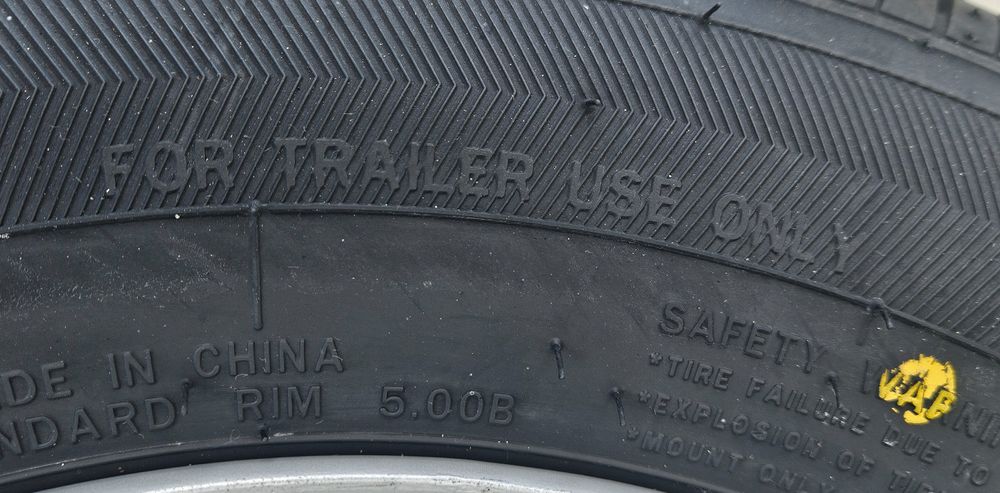 FOR TRAILER USE ONLY
DE IN CHINA
NDARD RIM 5.00B
SAFETY
*TIRE FAILURE DUE TO
*EXPLOSION OF TI
*MOUNT ONLY